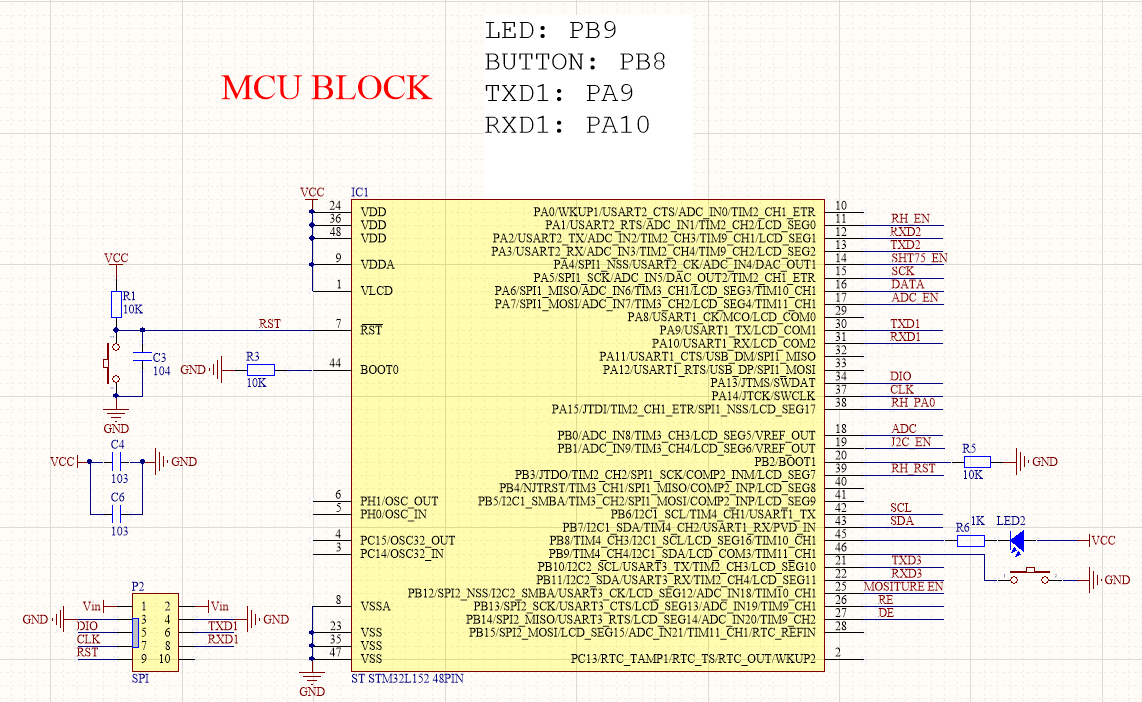 LED: PB9
BUTTON: PB8
TXD1: PA9
RXD1: PA10
MCU BLOCK
VCC
IC1
24 VDD
36 VDD
48 VDD
9 VDDA
1 VLCD
7 RST
44 BOOT0
6 PH1/OSC_OUT
5 PH0/OSC_IN
4 PC15/OSC32_OUT
3 PC14/OSC32_IN
8 VSSA
23 VSS
35 VSS
47 VSS
GND
ST STM32L152 48PIN
PA0/WKUP1/USART2_CTS/ADC_IN0/TIM2_CH1_ETR 10
PA1/USART2_RTS/ADC_IN1/TIM2_CH2/LCD_SEG0 11 RH_EN
PA2/USART2_TX/ADC_IN2/TIM2_CH3/TIM9_CH1/LCD_SEG1 12 RXD2
PA3/USART2_RX/ADC_IN3/TIM2_CH4/TIM9_CH2/LCD_SEG2 13 TXD2
PA4/SPI1_NSS/USART2_CK/ADC_IN4/DAC_OUT1 14 SHT75_EN
PA5/SPI1_SCK/ADC_IN5/DAC_OUT2/TIM2_CH1_ETR 15 SCK
PA6/SPI1_MISO/ADC_IN6/TIM3_CH1/LCD_SEG3/TIM10_CH1 16 DATA
PA7/SPI1_MOSI/ADC_IN7/TIM3_CH2/LCD_SEG4/TIM11_CH1 17 ADC_EN
PA8/USART1_CK/MCO/LCD_COM0 29
PA9/USART1_TX/LCD_COM1 30 TXD1
PA10/USART1_RX/LCD_COM2 31 RXD1
PA11/USART1_CTS/USB_DM/SPI1_MISO 32
PA12/USART1_RTS/USB_DP/SPI1_MOSI 33
PA13/JTMS/SWDAT 34 DIO
PA14/JTCK/SWCLK 37 CLK
PA15/JTDI/TIM2_CH1_ETR/SPI1_NSS/LCD_SEG17 38 RH_PA0
PB0/ADC_IN8/TIM3_CH3/LCD_SEG5/VREF_OUT 18 ADC
PB1/ADC_IN9/TIM3_CH4/LCD_SEG6/VREF_OUT 19 J2C_EN
PB2/BOOT1 20
PB3/JTDO/TIM2_CH2/SPI1_SCK/COMP2_INM/LCD_SEG7 39 RH_RST
PB4/NJTRST/TIM3_CH1/SPI1_MISO/COMP2_INP/LCD_SEG8 40
PB5/I2C1_SMBA/TIM3_CH2/SPI1_MOSI/COMP2_INP/LCD_SEG9 41
PB6/I2C1_SCL/TIM4_CH1/USART1_TX 42 SCL
PB7/I2C1_SDA/TIM4_CH2/USART1_RX/PVD_IN 43 SDA
PB8/TIM4_CH3/I2C1_SCL/LCD_SEG16/TIM10_CH1 45
PB9/TIM4_CH4/I2C1_SDA/LCD_COM3/TIM11_CH1 46
PB10/I2C2_SCL/USART3_TX/TIM2_CH3/LCD_SEG10 21 TXD3
PB11/I2C2_SDA/USART3_RX/TIM2_CH4/LCD_SEG11 22 RXD3
PB12/SPI2_NSS/I2C2_SMBA/USART3_CK/LCD_SEG12/ADC_IN18/TIM10_CH1 25 MOSITURE EN
PB13/SPI2_SCK/USART3_CTS/LCD_SEG13/ADC_IN19/TIM9_CH1 26 RE
PB14/SPI2_MISO/USART3_RTS/LCD_SEG14/ADC_IN20/TIM9_CH2 27 DE
PB15/SPI2_MOSI/LCD_SEG15/ADC_IN21/TIM11_CH1/RTC_REFIN 28
PC13/RTC_TAMP1/RTC_TS/RTC_OUT/WKUP2 2
VCC
R1
10K
RST
C3
104
GND
GND
R3
10K
C4
VCC
GND
103
C6
103
P2
Vin 1 2 Vin
GND 3 4 GND
DIO 5 6 TXD1
CLK 7 8 RXD1
RST 9 10
SPI
R5
10K
GND
R6
1K
LED2
VCC
1 2
GND